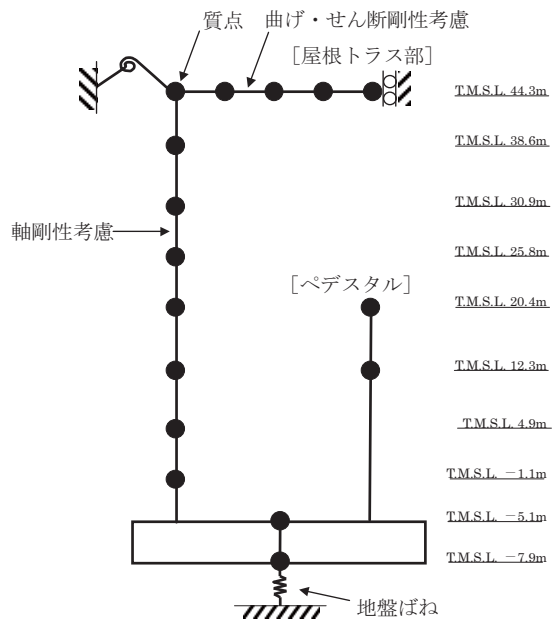 質点
曲げ・せん断剛性考慮
[屋根トラス部]
T.M.S.L. 44.3m
T.M.S.L. 38.6m
T.M.S.L. 30.9m
軸剛性考慮
T.M.S.L. 25.8m
[ペデスタル]
T.M.S.L. 20.4m
T.M.S.L. 12.3m
T.M.S.L. 4.9m
T.M.S.L. －1.1m
T.M.S.L. －5.1m
T.M.S.L. －7.9m
地盤ばね